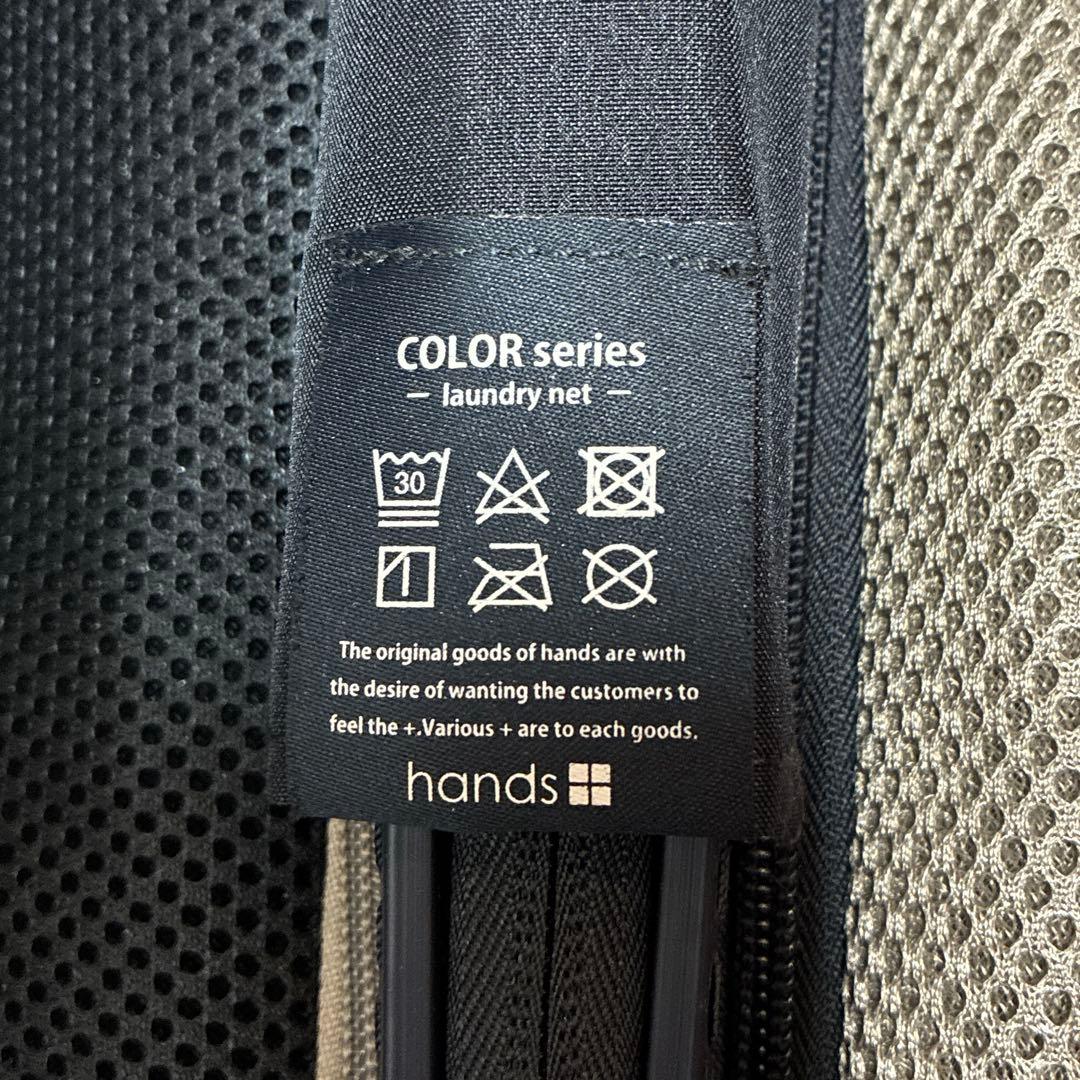 COLOR series
– laundry net –
30
The original goods of hands are with
the desire of wanting the customers to
feel the +.Various + are to each goods.
hands